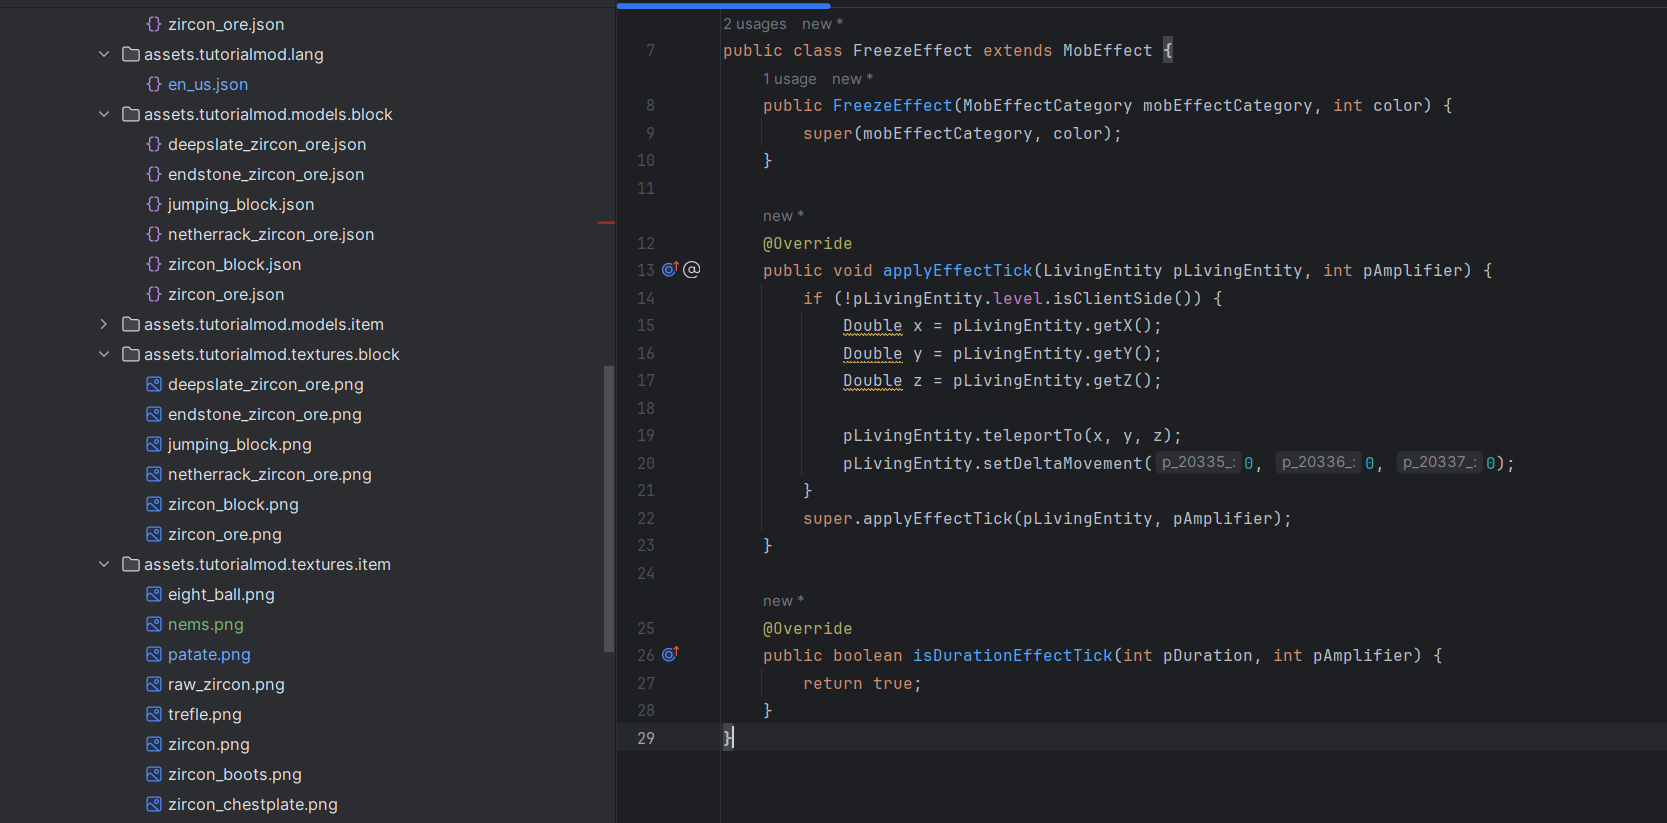 zircon_ore.json
assets.tutorialmod.lang
en_us.json
assets.tutorialmod.models.block
deepslate_zircon_ore.json
endstone_zircon_ore.json
jumping_block.json
netherrack_zircon_ore.json
zircon_block.json
zircon_ore.json
assets.tutorialmod.models.item
assets.tutorialmod.textures.block
deepslate_zircon_ore.png
endstone_zircon_ore.png
jumping_block.png
netherrack_zircon_ore.png
zircon_block.png
zircon_ore.png
assets.tutorialmod.textures.item
eight_ball.png
nems.png
patate.png
raw_zircon.png
trefle.png
zircon.png
zircon_boots.png
zircon_chestplate.png
2 usages new *
7 public class FreezeEffect extends MobEffect {
1 usage new *
8 public FreezeEffect(MobEffectCategory mobEffectCategory, int color) {
9 super(mobEffectCategory, color);
10 }
11
new *
12 @Override
13 public void applyEffectTick(LivingEntity pLivingEntity, int pAmplifier) {
14 if (!pLivingEntity.level.isClientSide()) {
15 Double x = pLivingEntity.getX();
16 Double y = pLivingEntity.getY();
17 Double z = pLivingEntity.getZ();
18
19 pLivingEntity.teleportTo(x, y, z);
20 pLivingEntity.setDeltaMovement( p_20335_: 0, p_20336_: 0, p_20337_: 0);
21 }
22 super.applyEffectTick(pLivingEntity, pAmplifier);
23 }
24
new *
25 @Override
26 public boolean isDurationEffectTick(int pDuration, int pAmplifier) {
27 return true;
28 }
29 }